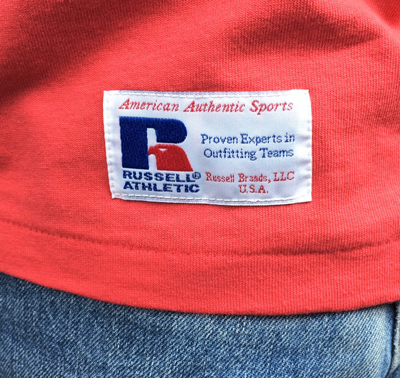 American Authentic Sports
R
Proven Experts in
Outfitting Teams
RUSSELL®
ATHLETIC
Russell Brands, LLC
U.S.A.